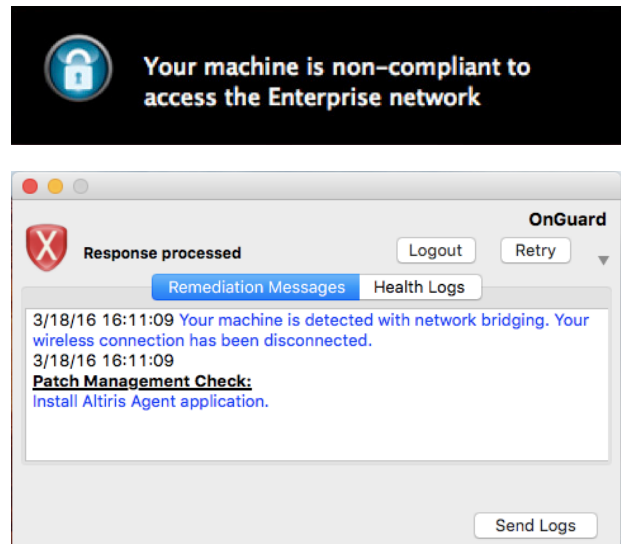 Your machine is non-compliant to
access the Enterprise network
OnGuard
Response processed
Logout
Retry
Remediation Messages
Health Logs
3/18/16 16:11:09 Your machine is detected with network bridging. Your
wireless connection has been disconnected.
3/18/16 16:11:09
Patch Management Check:
Install Altiris Agent application.
Send Logs